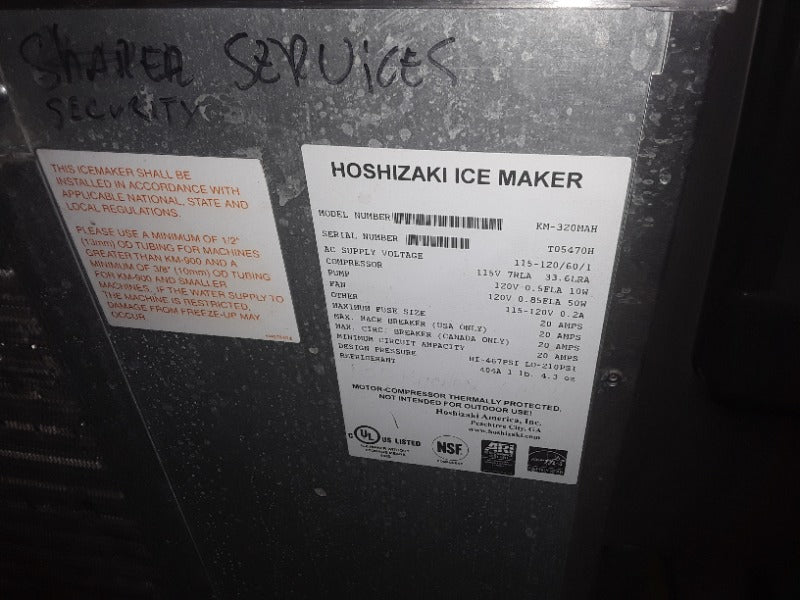 SHARER SERVICES
SECURITY
THIS ICEMAKER SHALL BE
INSTALLED IN ACCORDANCE WITH
APPLICABLE NATIONAL, STATE AND
LOCAL REGULATIONS.
PLEASE USE A MINIMUM OF 1/2"
(13mm) OD TUBING FOR MACHINES
GREATER THAN KM-900 AND A
MINIMUM OF 3/8" (10mm) OD TUBING
FOR KM-900 AND SMALLER
MACHINES. IF THE WATER SUPPLY TO
THE MACHINE IS RESTRICTED,
DAMAGE FROM FREEZE-UP MAY
OCCUR.
HOSHIZAKI ICE MAKER
MODEL NUMBER KM-320MAH
SERIAL NUMBER T05470H
AC SUPPLY VOLTAGE 115-120/60/1
COMPRESSOR 115V 7RLA 33.6LRA
PUMP 120V 0.5FLA 10W
FAN 120V 0.85FLA 50W
OTHER 115-120V 0.2A
MAXIMUM FUSE SIZE 20 AMPS
MAX. HACR BREAKER (USA ONLY) 20 AMPS
MAX. CIRC. BREAKER (CANADA ONLY) 20 AMPS
MINIMUM CIRCUIT AMPACITY 20 AMPS
DESIGN PRESSURE HI-467PSI LO-210PSI
REFRIGERANT 404A 1 lb. 4.3 oz
MOTOR-COMPRESSOR THERMALLY PROTECTED.
NOT INTENDED FOR OUTDOOR USE!
Hoshizaki America, Inc.
Peachtree City, GA
www.hoshizaki.com
C UL US LISTED
NSF
ARI